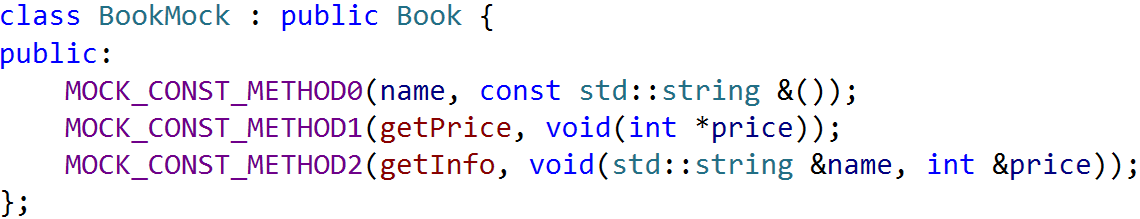 class BookMock : public Book {
public:
    MOCK_CONST_METHOD0(name, const std::string &());
    MOCK_CONST_METHOD1(getPrice, void(int *price));
    MOCK_CONST_METHOD2(getInfo, void(std::string &name, int &price));
};